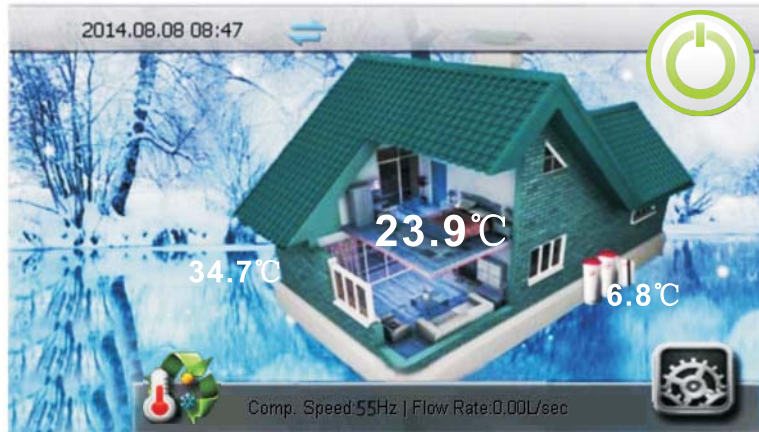 2014.08.08 08:47
23.9℃
34.7℃
6.8℃
Comp. Speed:55Hz | Flow Rate:0.00L/sec